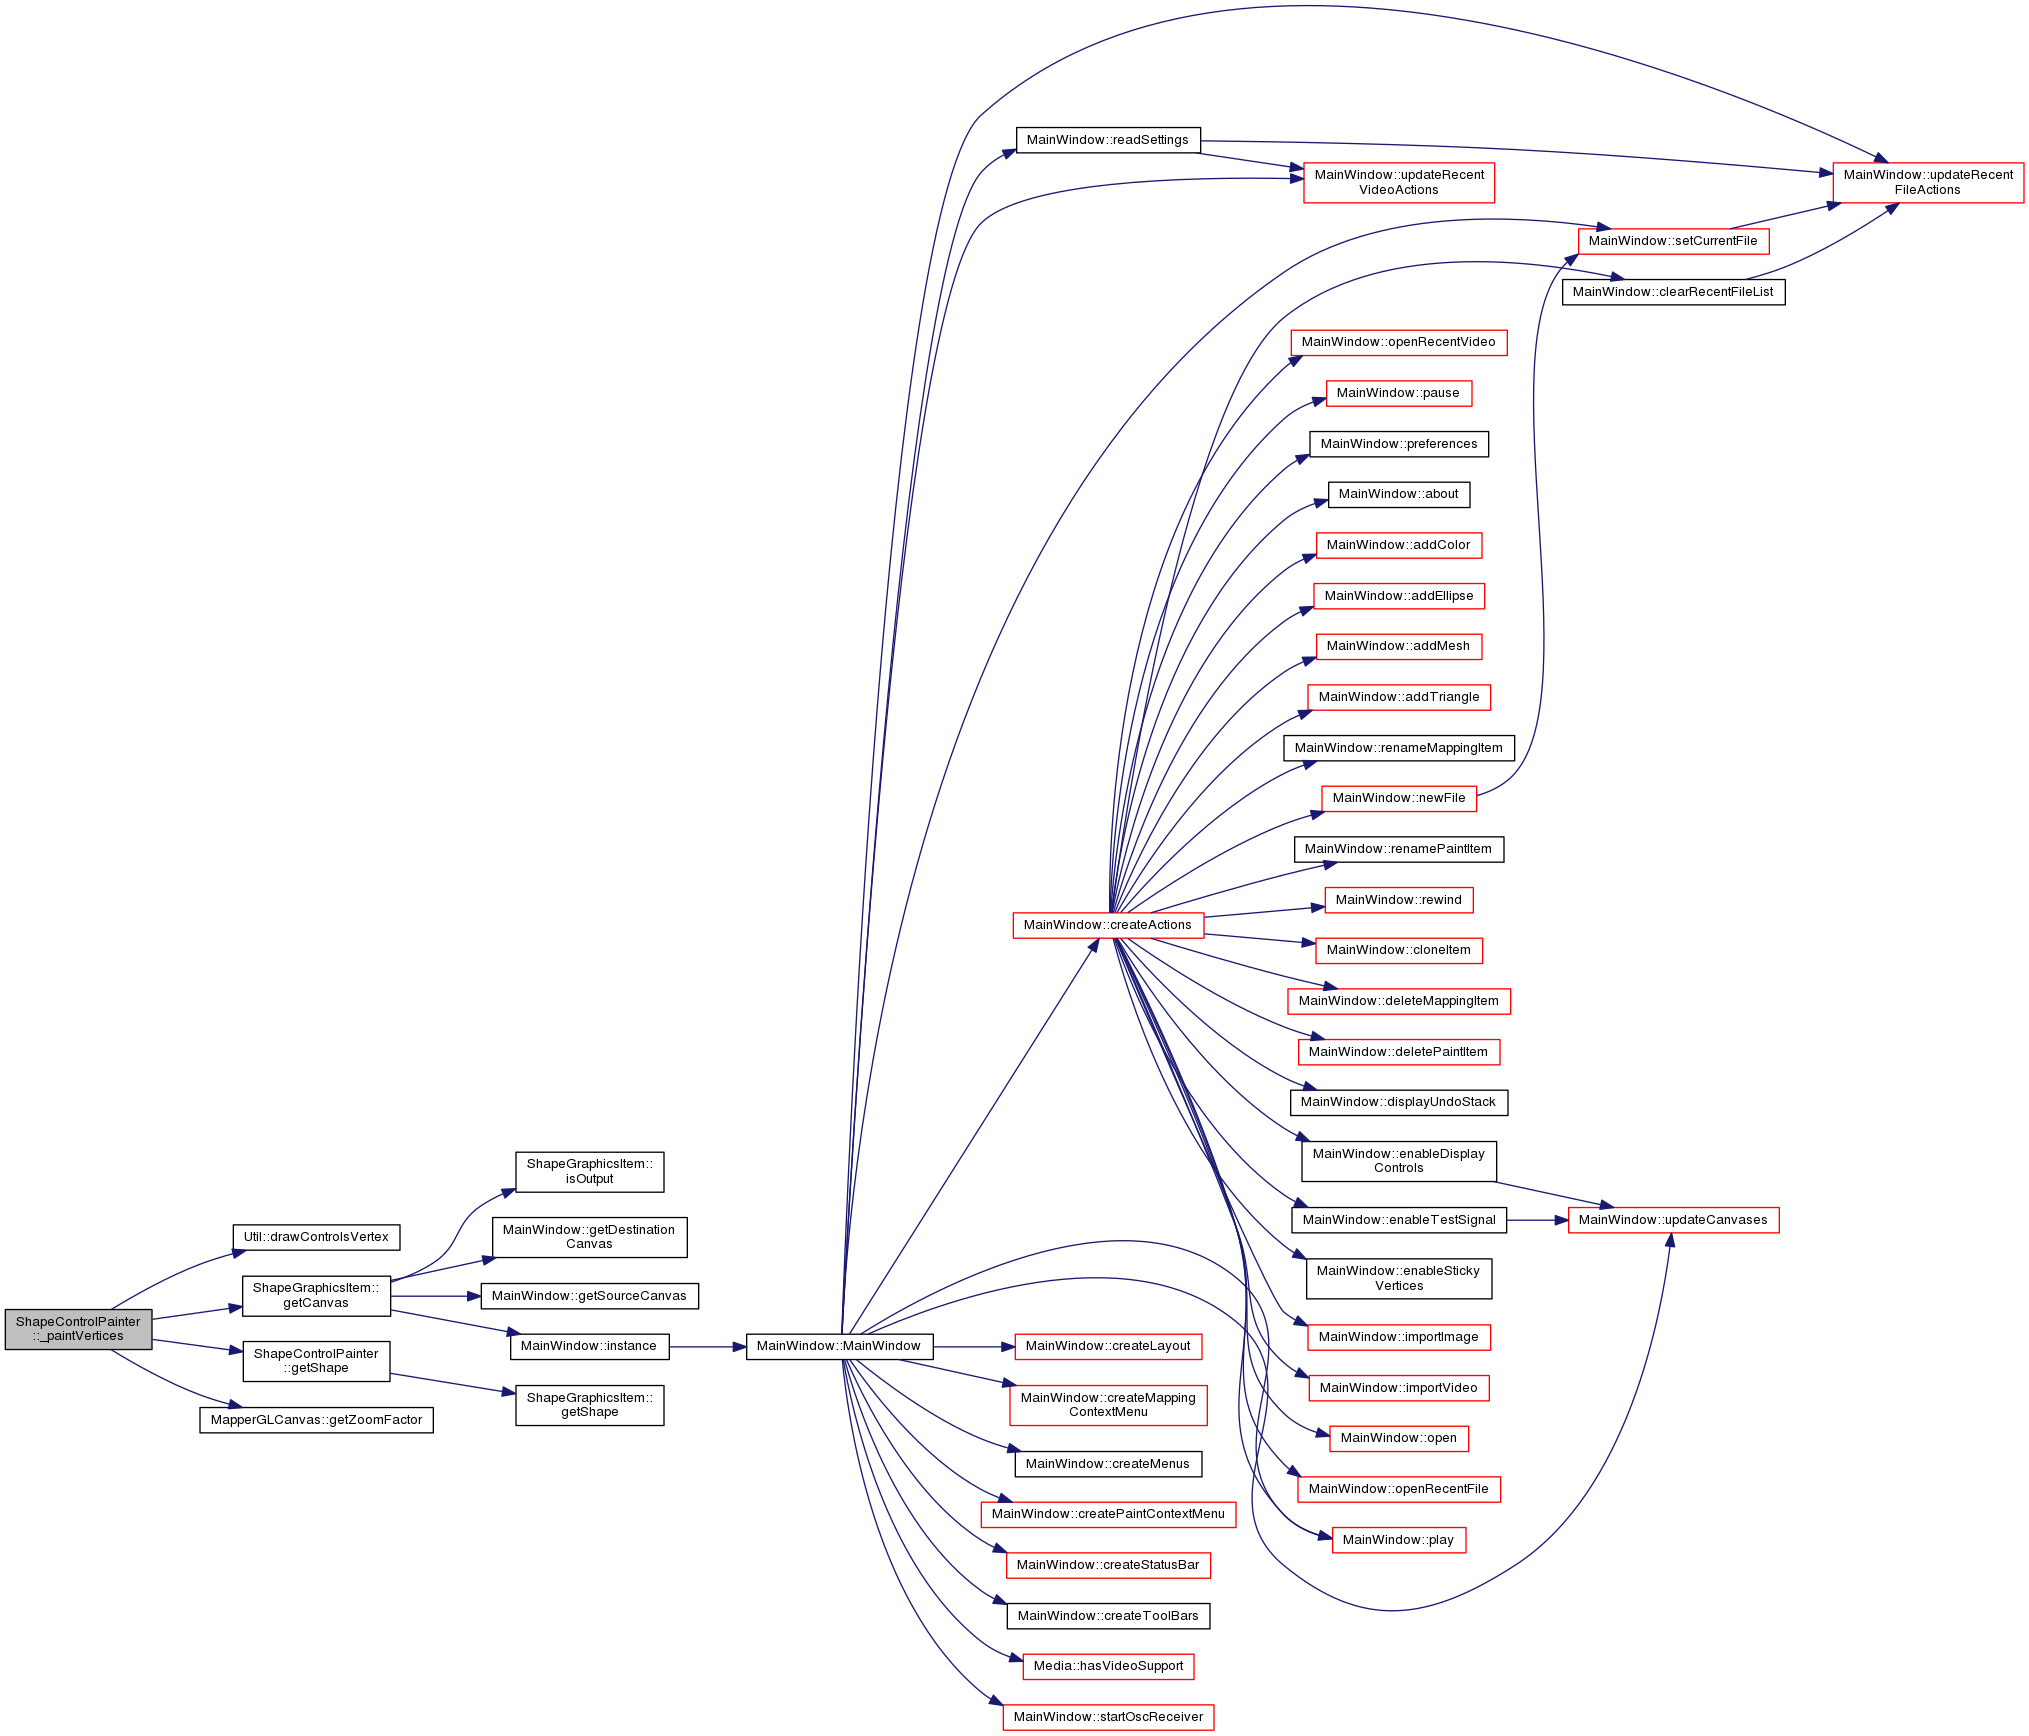 ShapeControlPainter
::_paintVertices
Util::drawControlsVertex
ShapeGraphicsItem::
getCanvas
ShapeControlPainter
::getShape
MapperGLCanvas::getZoomFactor
ShapeGraphicsItem::
isOutput
MainWindow::getDestination
Canvas
MainWindow::getSourceCanvas
MainWindow::instance
ShapeGraphicsItem::
getShape
MainWindow::MainWindow
MainWindow::readSettings
MainWindow::createActions
MainWindow::createLayout
MainWindow::createMapping
ContextMenu
MainWindow::createMenus
MainWindow::createPaintContextMenu
MainWindow::createStatusBar
MainWindow::createToolBars
Media::hasVideoSupport
MainWindow::startOscReceiver
MainWindow::updateRecent
VideoActions
MainWindow::openRecentVideo
MainWindow::pause
MainWindow::preferences
MainWindow::about
MainWindow::addColor
MainWindow::addEllipse
MainWindow::addMesh
MainWindow::addTriangle
MainWindow::renameMappingItem
MainWindow::newFile
MainWindow::renamePaintItem
MainWindow::rewind
MainWindow::cloneItem
MainWindow::deleteMappingItem
MainWindow::deletePaintItem
MainWindow::displayUndoStack
MainWindow::enableDisplay
Controls
MainWindow::enableTestSignal
MainWindow::enableSticky
Vertices
MainWindow::importImage
MainWindow::importVideo
MainWindow::open
MainWindow::openRecentFile
MainWindow::play
MainWindow::setCurrentFile
MainWindow::clearRecentFileList
MainWindow::updateCanvases
MainWindow::updateRecent
FileActions